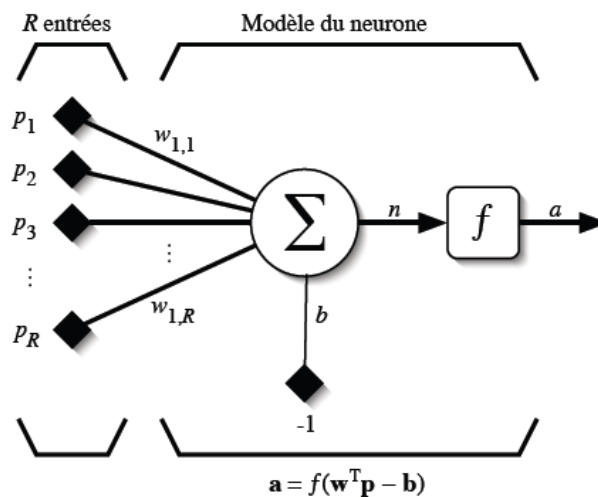 R entrées Modèle du neurone
p1
w1,1
p2
p3
Σ n f a
⋮ ⋮
w1,R b
pR
-1
a = f(wᵀp − b)